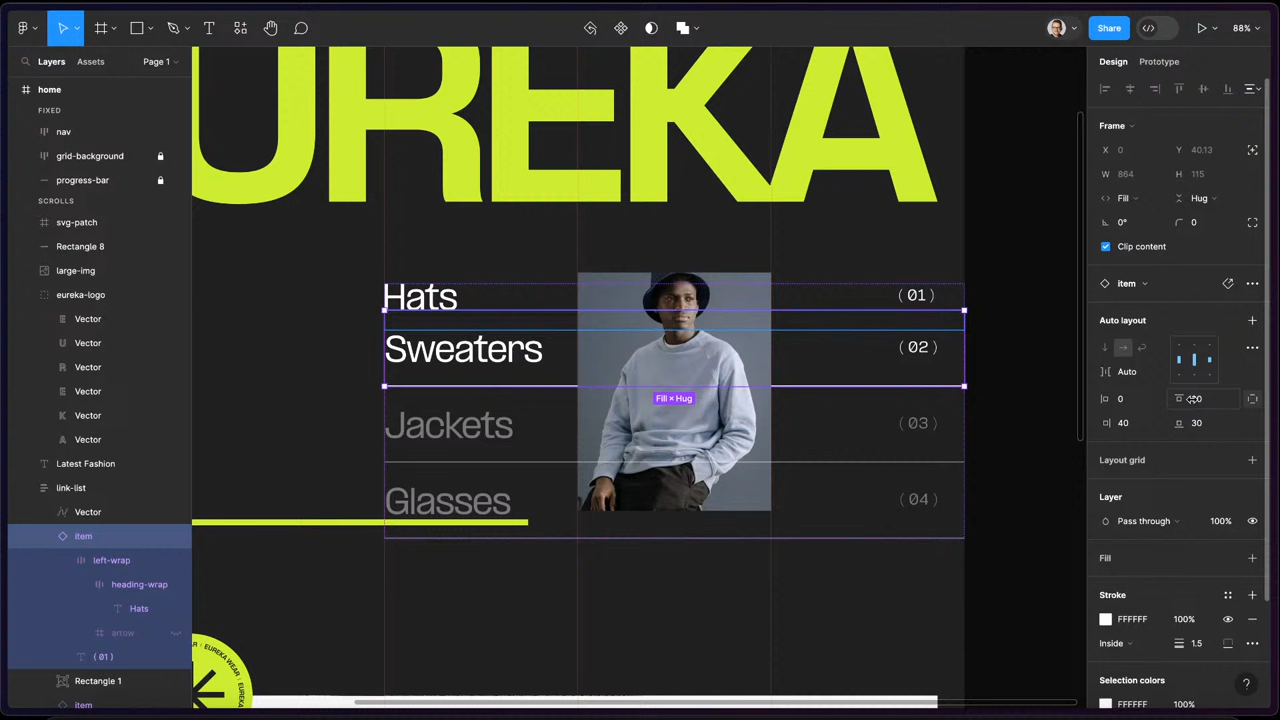 Share
88%
Layers
Assets
Page 1
Design
Prototype
home
FIXED
nav
grid-background
progress-bar
SCROLLS
svg-patch
Rectangle 8
large-img
eureka-logo
Vector
Vector
Vector
Vector
Vector
Vector
Latest Fashion
link-list
Vector
item
left-wrap
heading-wrap
Hats
arrow
( 01 )
Rectangle 1
item
EUREKA
Hats
( 01 )
Sweaters
( 02 )
Fill × Hug
Jackets
( 03 )
Glasses
( 04 )
EUREKA WEAR
Frame
X 0
Y 40.13
W 864
H 115
Fill
Hug
0°
0
Clip content
item
Auto layout
Auto
0
40
30
Layout grid
Layer
Pass through
100%
Fill
Stroke
FFFFFF
100%
Inside
1.5
Selection colors
FFFFFF
100%
?